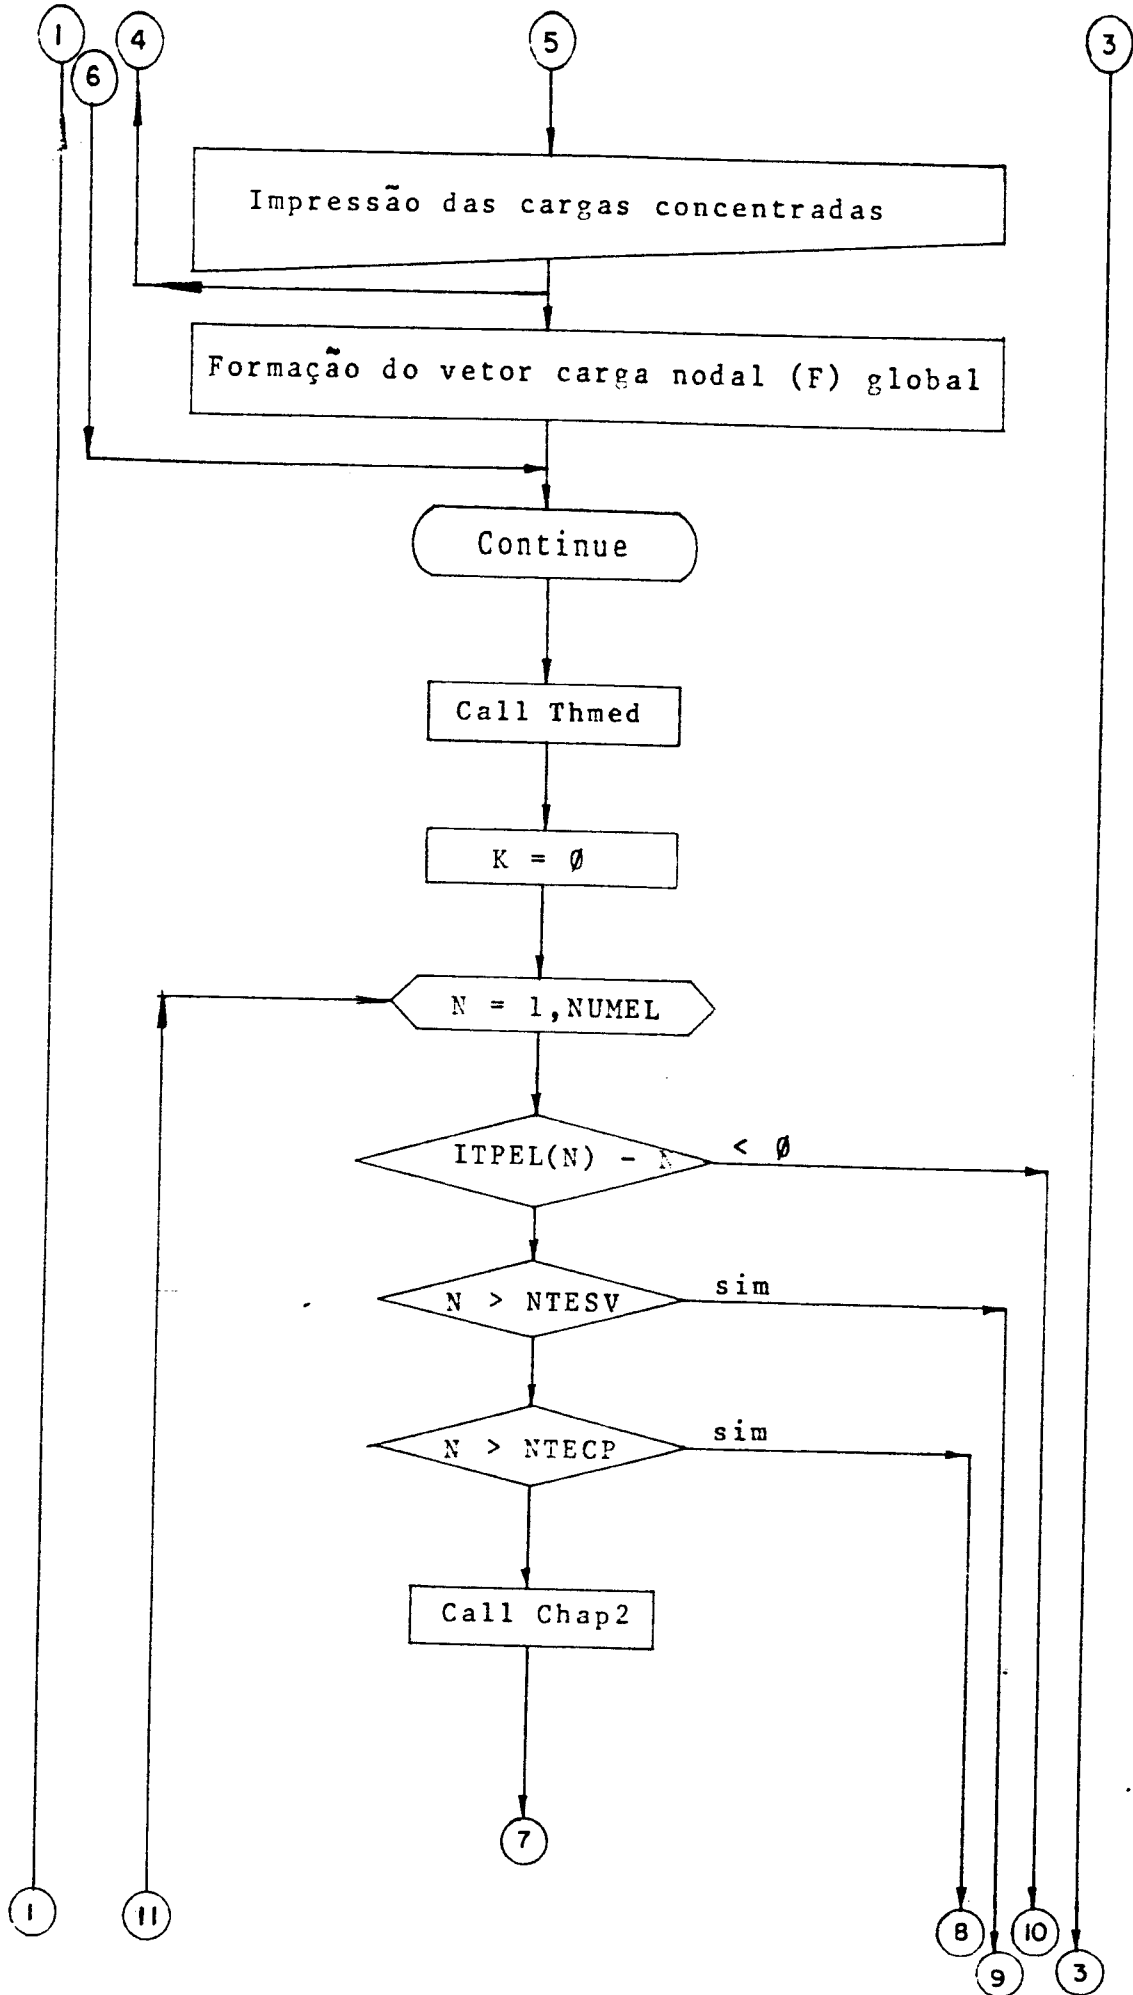 1
4
5
3
6
Impressão das cargas concentradas
Formação do vetor carga nodal (F) global
Continue
Call Thmed
K = Ø
N = 1,NUMEL
ITPEL(N) - N
< Ø
N > NTESV
sim
N > NTECP
sim
Call Chap2
7
1
11
8
10
9
3